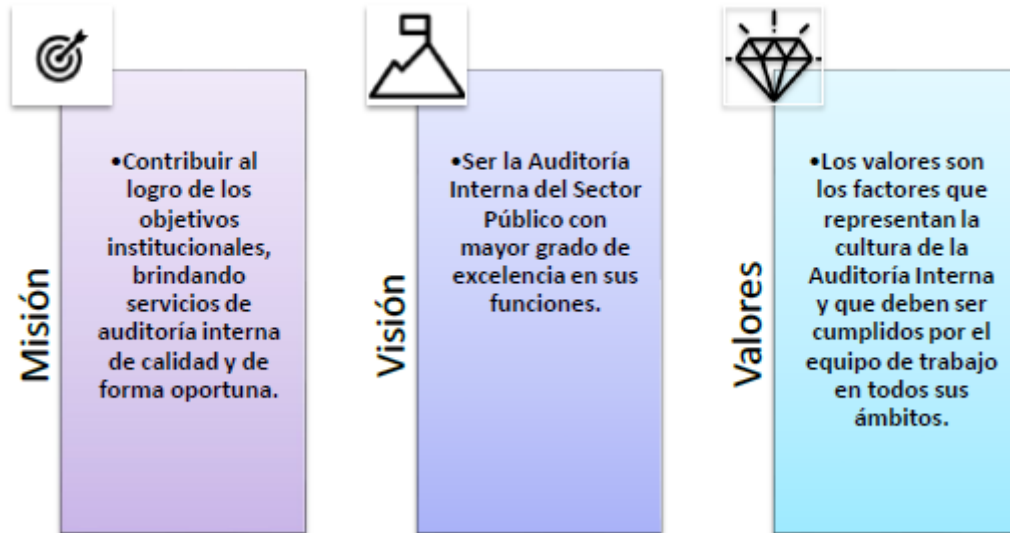 Misión
•Contribuir al
logro de los
objetivos
institucionales,
brindando
servicios de
auditoría interna
de calidad y de
forma oportuna.
Visión
•Ser la Auditoría
Interna del Sector
Público con
mayor grado de
excelencia en sus
funciones.
Valores
•Los valores son
los factores que
representan la
cultura de la
Auditoría Interna
y que deben ser
cumplidos por el
equipo de trabajo
en todos sus
ámbitos.